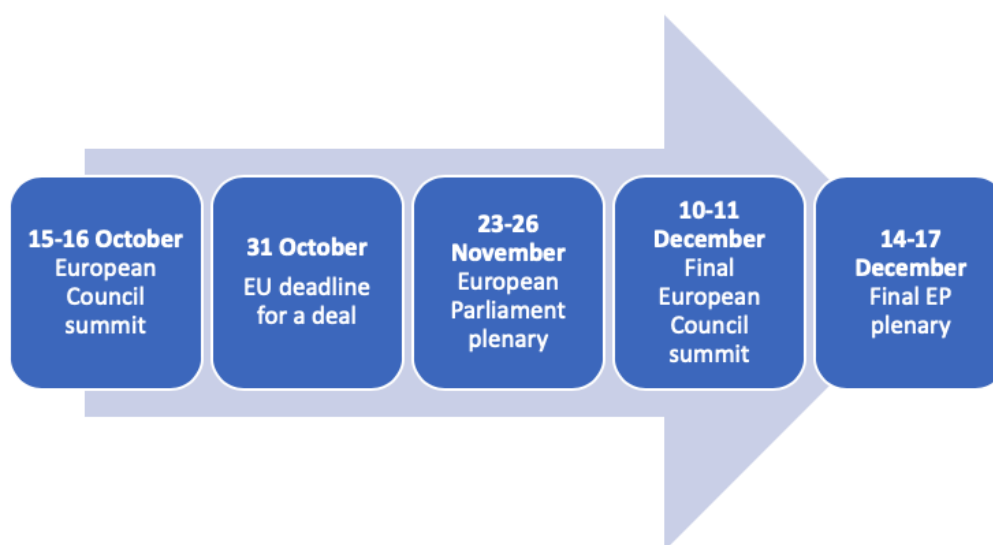 15-16 October
European
Council
summit
31 October
EU deadline
for a deal
23-26
November
European
Parliament
plenary
10-11
December
Final
European
Council
summit
14-17
December
Final EP
plenary